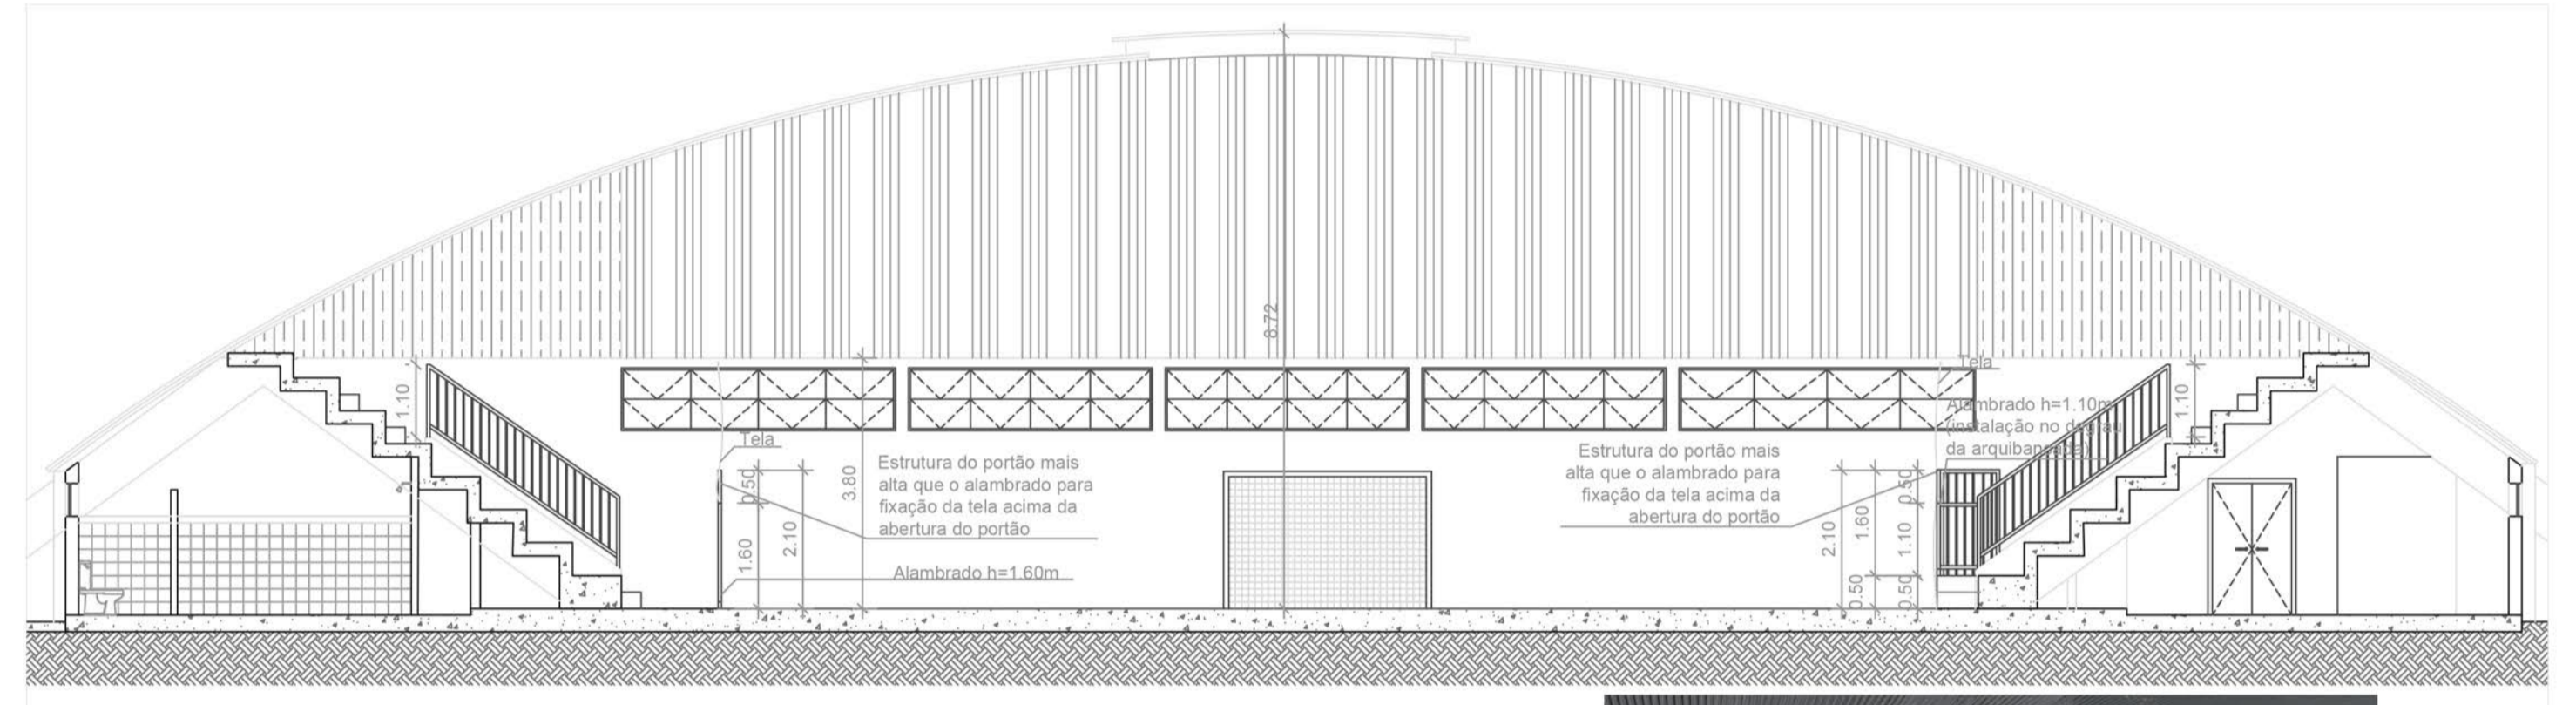 8.72
1.10
Tela
0.50
1.60
2.10
3.80
Estrutura do portão mais
alta que o alambrado para
fixação da tela acima da
abertura do portão
Alambrado h=1.60m
Estrutura do portão mais
alta que o alambrado para
fixação da tela acima da
abertura do portão
Tela
Alambrado h=1.10m
(instalação no degrau
da arquibancada)
1.10
2.10
1.60
0.50
0.50
1.10
0.50